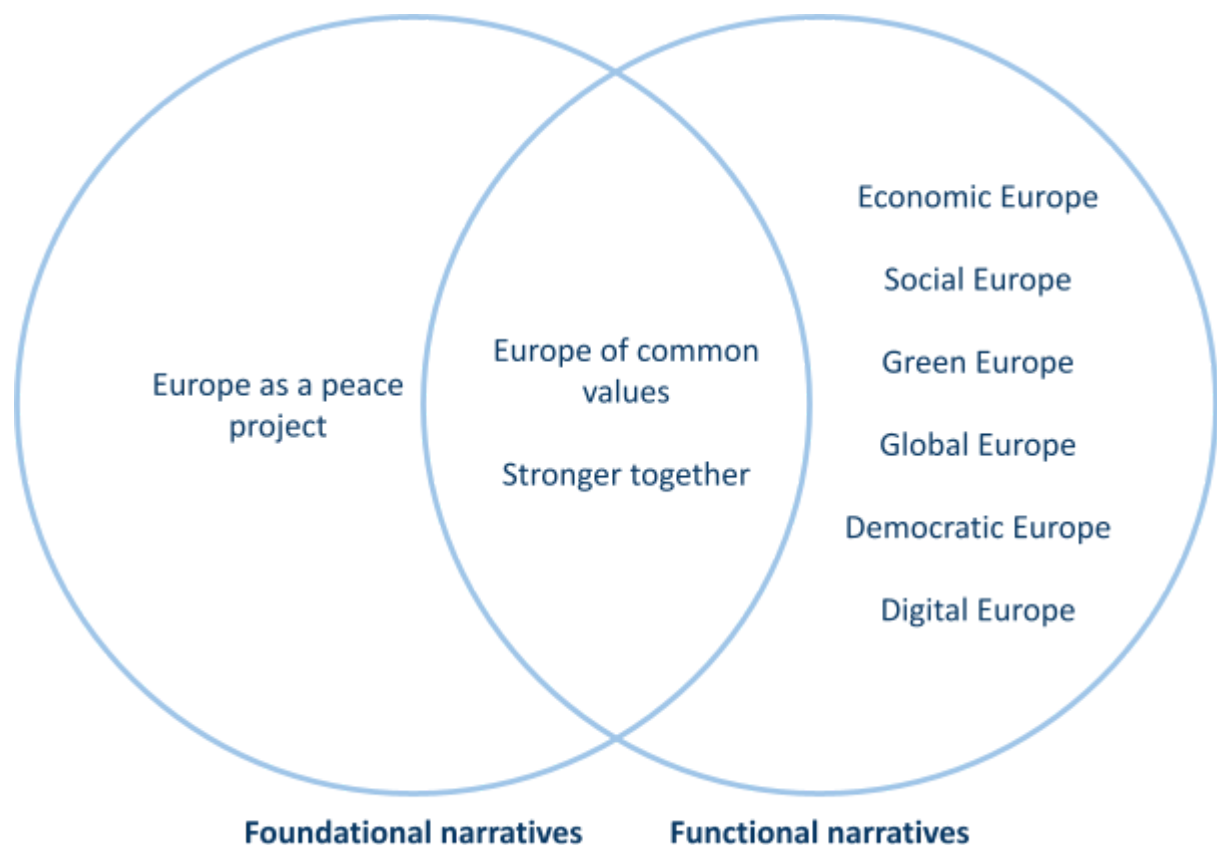 Europe as a peace
project
Europe of common
values
Stronger together
Economic Europe
Social Europe
Green Europe
Global Europe
Democratic Europe
Digital Europe
Foundational narratives
Functional narratives